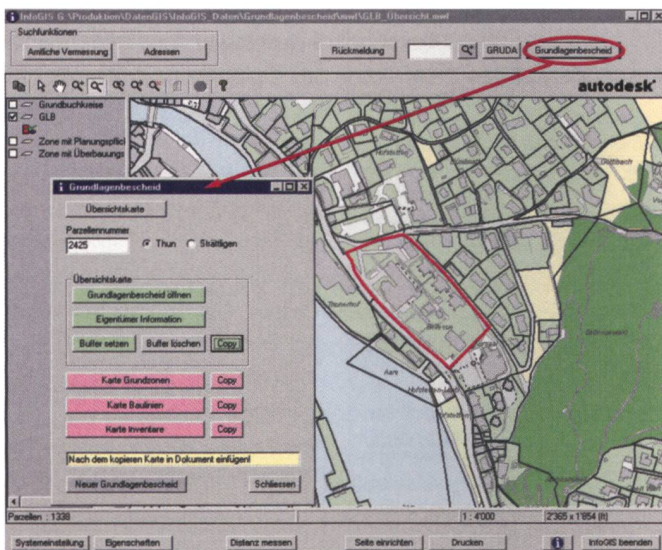 InfoGIS G:\Produktion\DatenGIS\InfoGIS_Daten\Grundlagenbescheid\mwf\GLB_Übersicht.mwf
Suchfunktionen
Amtliche Vermessung
Adressen
Rückmeldung
GRUDA
Grundlagenbescheid
autodesk
Grundbuchkreise
GLB
Zone mit Planungspflic
Zone mit Überbauungs
Grundlagenbescheid
Übersichtskarte
Parzellennummer
2425
Thun
Strättligen
Übersichtskarte
Grundlagenbescheid öffnen
Eigentümer Information
Buffer setzen
Buffer löschen
Copy
Karte Grundzonen
Copy
Karte Baulinien
Copy
Karte Inventare
Copy
Nach dem kopieren Karte in Dokument einfügen!
Neuer Grundlagenbescheid
Schliessen
Göttibach
Aare
Hofstetten
Parzellen : 1338
1 : 4'000
2'365 x 1'854 (ft)
Systemeinstellung
Eigenschaften
Distanz messen
Seite einrichten
Drucken
InfoGIS beenden